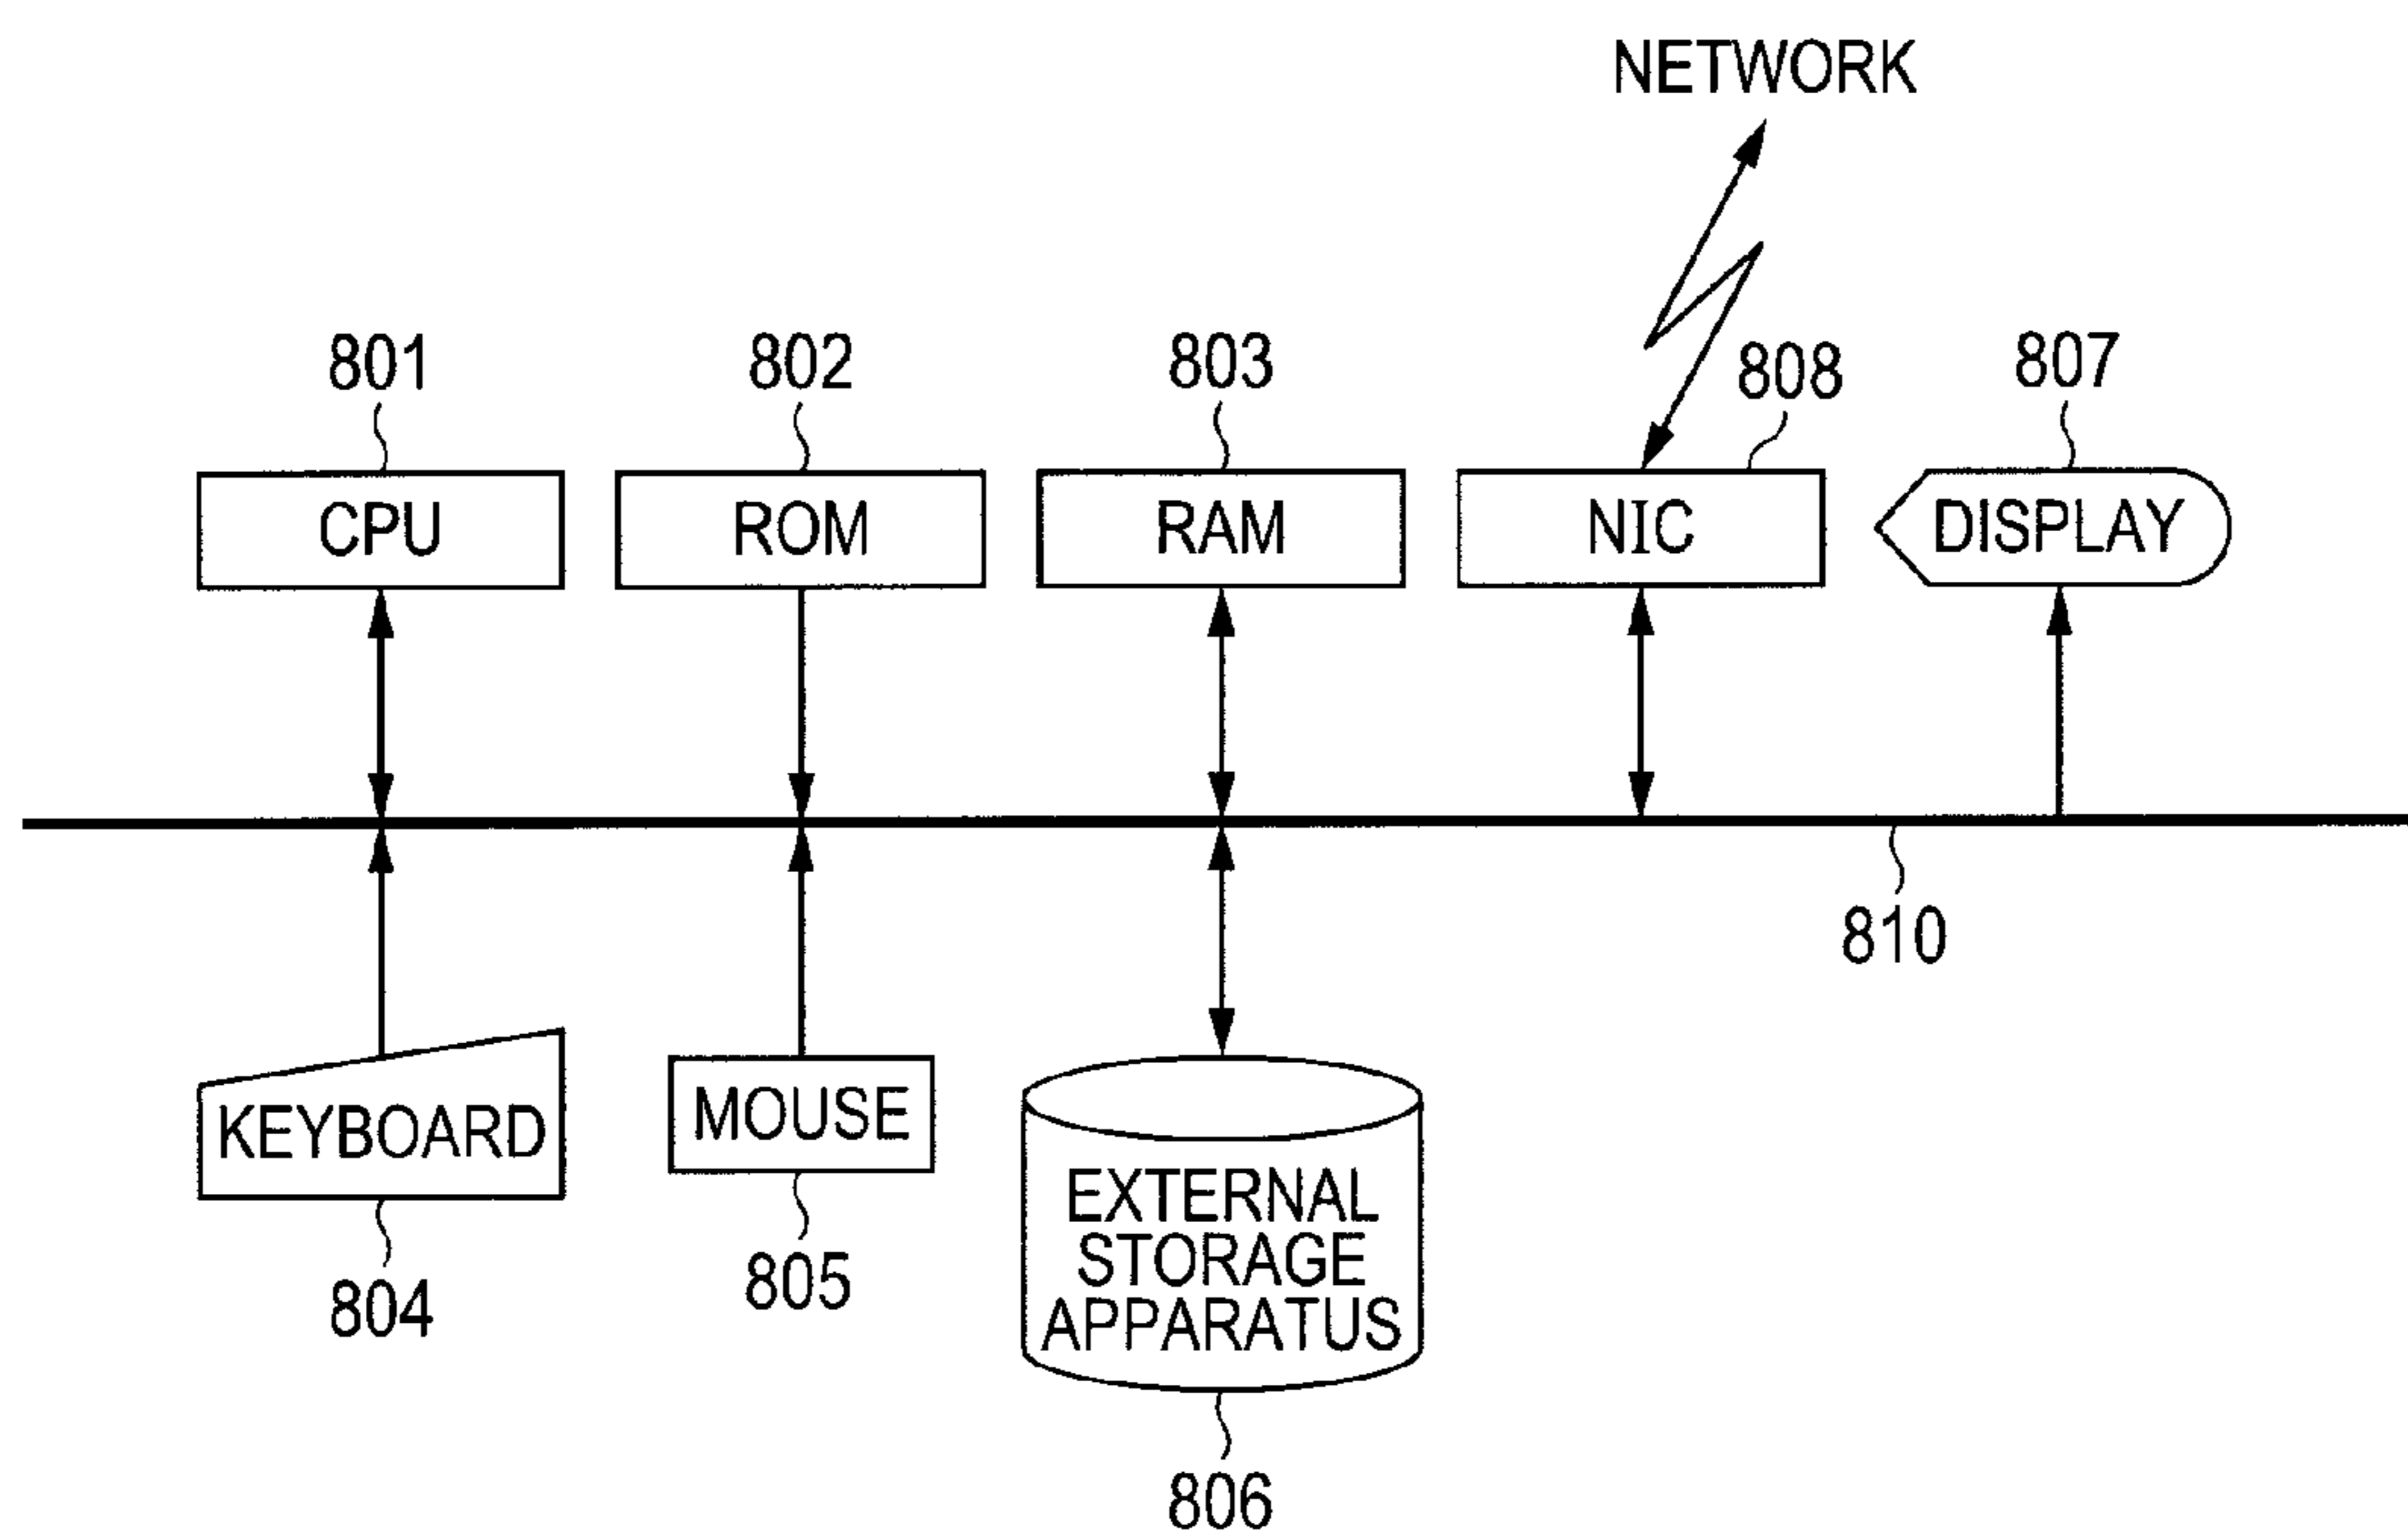 NETWORK
801
802
803
808
807
CPU
ROM
RAM
NIC
DISPLAY
810
KEYBOARD
MOUSE
EXTERNAL
STORAGE
APPARATUS
804
805
806